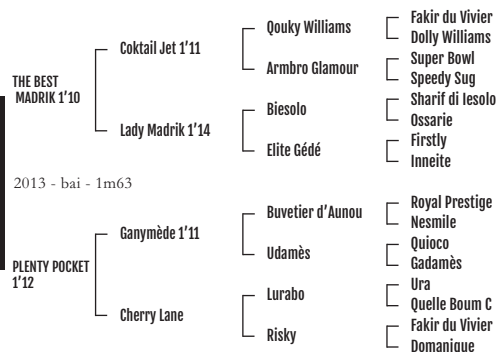 Fakir du Vivier
Qouky Williams
Dolly Williams
Coktail Jet 1'11
Super Bowl
Armbro Glamour
Speedy Sug
THE BEST
MADRIK 1'10
Sharif di Iesolo
Biesolo
Ossarie
Lady Madrik 1'14
Firstly
Elite Gédé
Inneite
2013 - bai - 1m63
Royal Prestige
Buvetier d'Aunou
Nesmile
Ganymède 1'11
Quioco
Udamès
Gadamès
PLENTY POCKET
1'12
Ura
Lurabo
Quelle Boum C
Cherry Lane
Fakir du Vivier
Risky
Domanique